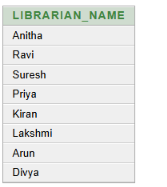 LIBRARIAN_NAME
Anitha
Ravi
Suresh
Priya
Kiran
Lakshmi
Arun
Divya